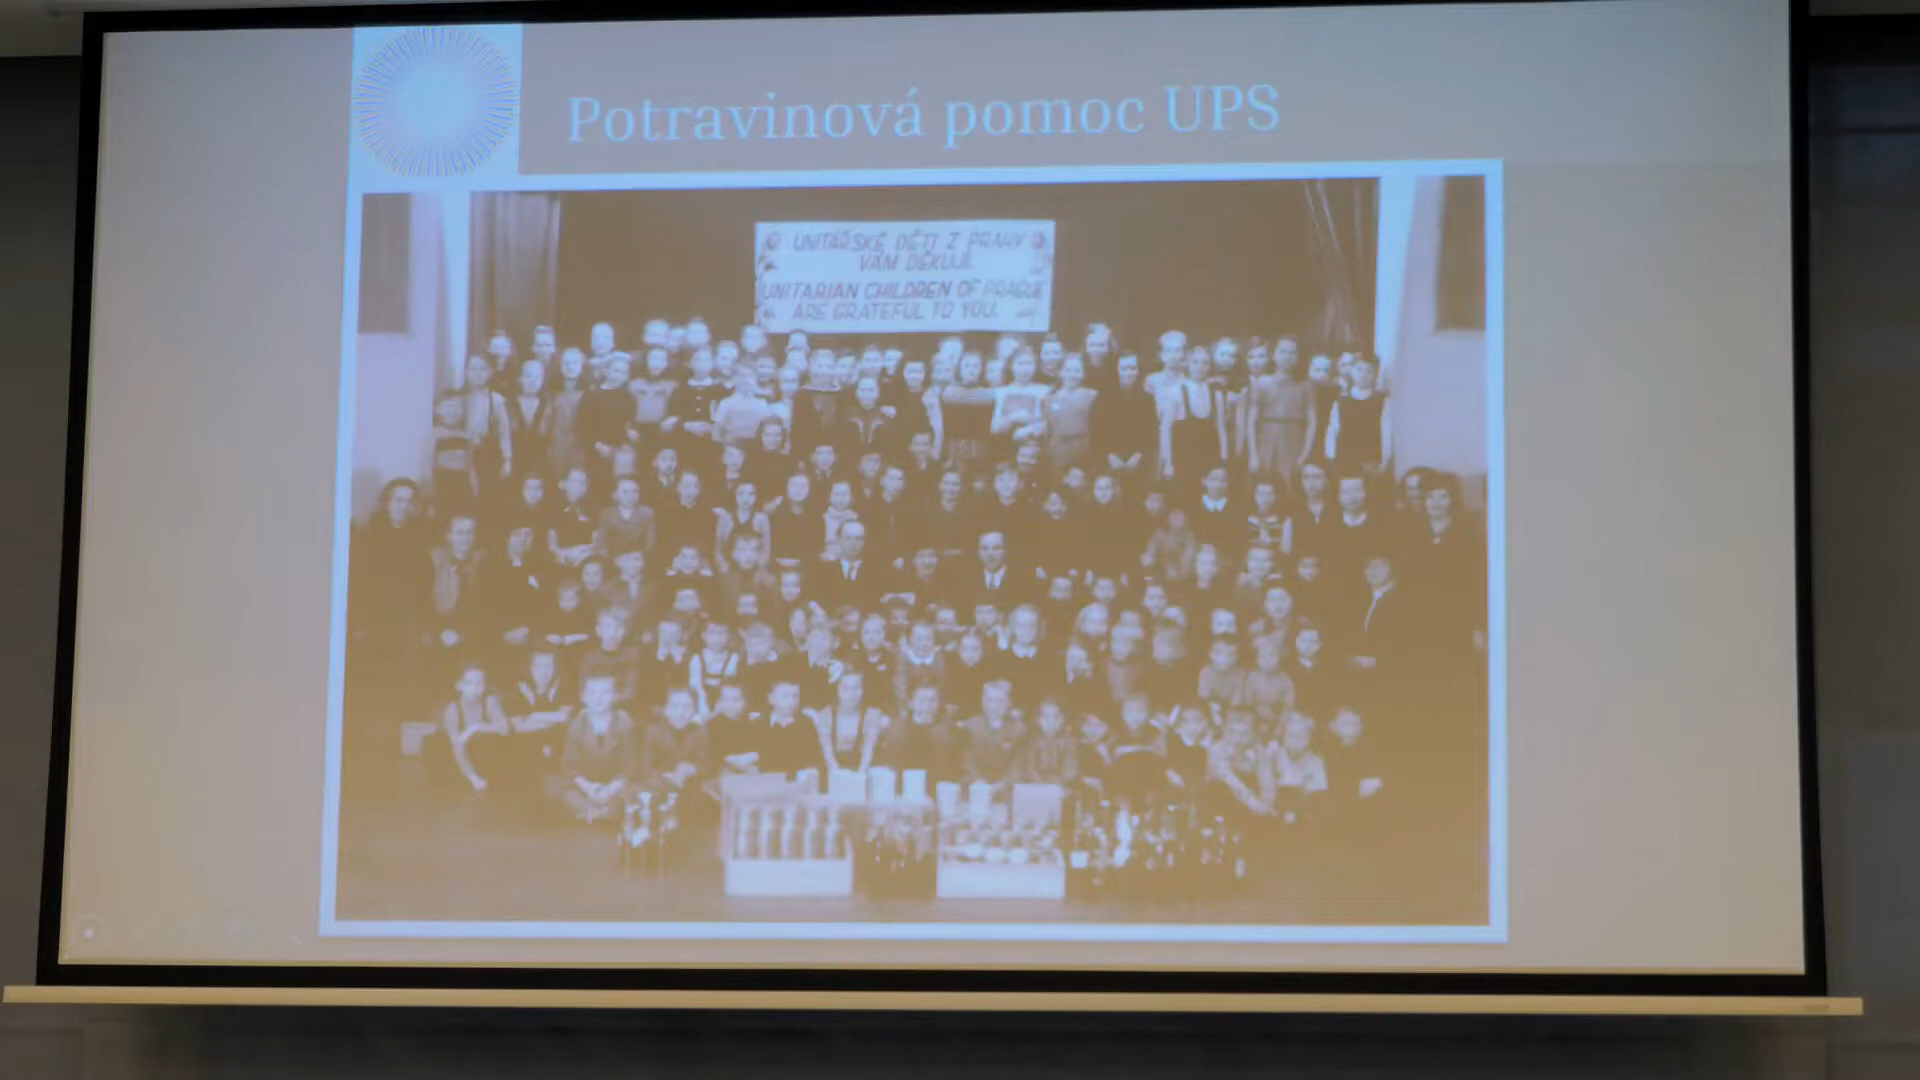 Potravinová pomoc UPS
UNITÁŘSKÉ DĚTI Z PRAHY
VÁM DĚKUJÍ.
UNITARIAN CHILDREN OF PRAGUE
ARE GRATEFUL TO YOU.